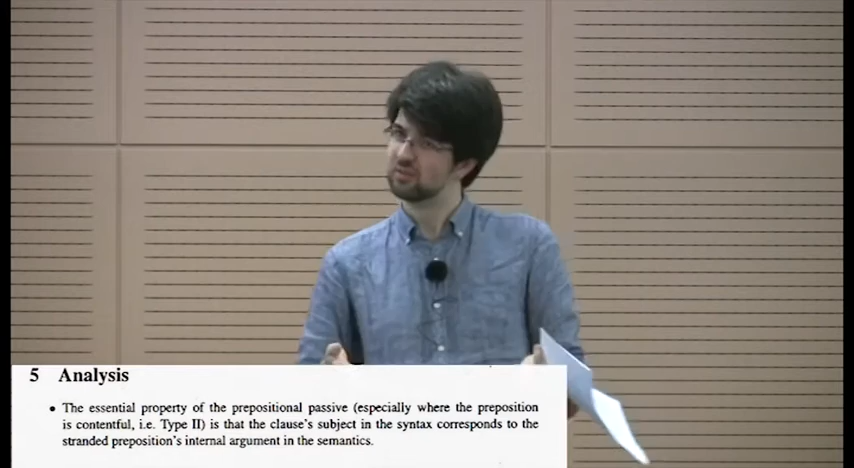 5 Analysis
• The essential property of the prepositional passive (especially where the preposition
is contentful, i.e. Type II) is that the clause's subject in the syntax corresponds to the
stranded preposition's internal argument in the semantics.